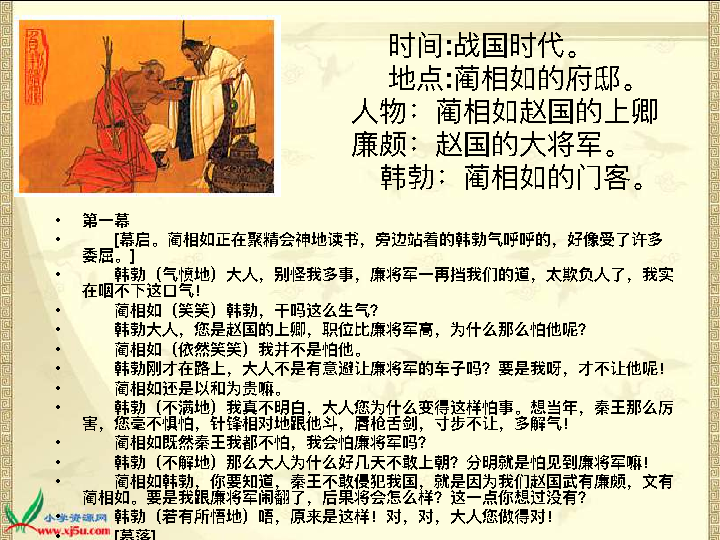 时间:战国时代。
地点:蔺相如的府邸。
人物：蔺相如赵国的上卿
廉颇：赵国的大将军。
韩勃：蔺相如的门客。
• 第一幕
• [幕启。蔺相如正在聚精会神地读书，旁边站着的韩勃气呼呼的，好像受了许多
委屈。]
• 韩勃（气愤地）大人，别怪我多事，廉将军一再挡我们的道，太欺负人了，我实
在咽不下这口气！
• 蔺相如（笑笑）韩勃，干吗这么生气？
• 韩勃大人，您是赵国的上卿，职位比廉将军高，为什么那么怕他呢？
• 蔺相如（依然笑笑）我并不是怕他。
• 韩勃刚才在路上，大人不是有意避让廉将军的车子吗？要是我呀，才不让他呢！
• 蔺相如还是以和为贵嘛。
• 韩勃（不满地）我真不明白，大人您为什么变得这样怕事。想当年，秦王那么厉
害，您毫不惧怕，针锋相对地跟他斗，唇枪舌剑，寸步不让，多解气！
• 蔺相如既然秦王我都不怕，我会怕廉将军吗？
• 韩勃（不解地）那么大人为什么好几天不敢上朝？分明就是怕见到廉将军嘛！
• 蔺相如韩勃，你要知道，秦王不敢侵犯我国，就是因为我们赵国武有廉颇，文有
蔺相如。要是我跟廉将军闹翻了，后果将会怎么样？这一点你想过没有？
• 韩勃（若有所悟地）唔，原来是这样！对，对，大人您做得对！
• [幕落]
小学资源网
http://www.xj5u.com